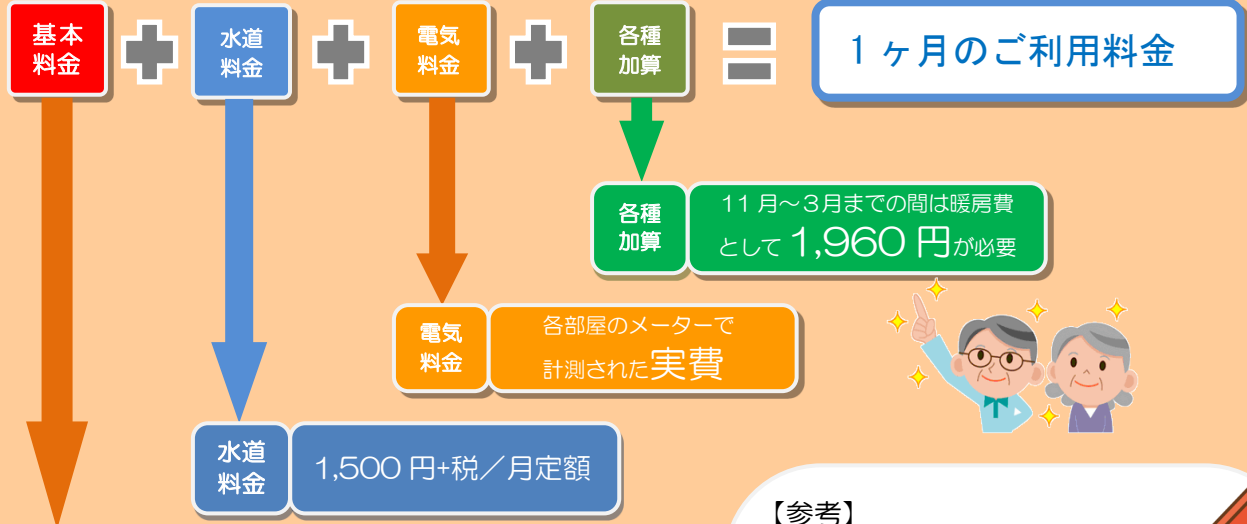 基本
料金
水道
料金
電気
料金
各種
加算
1ヶ月のご利用料金
各種
加算
11月～3月までの間は暖房費
として1,960円が必要
電気
料金
各部屋のメーターで
計測された実費
水道
料金
1,500円+税／月定額
【参考】